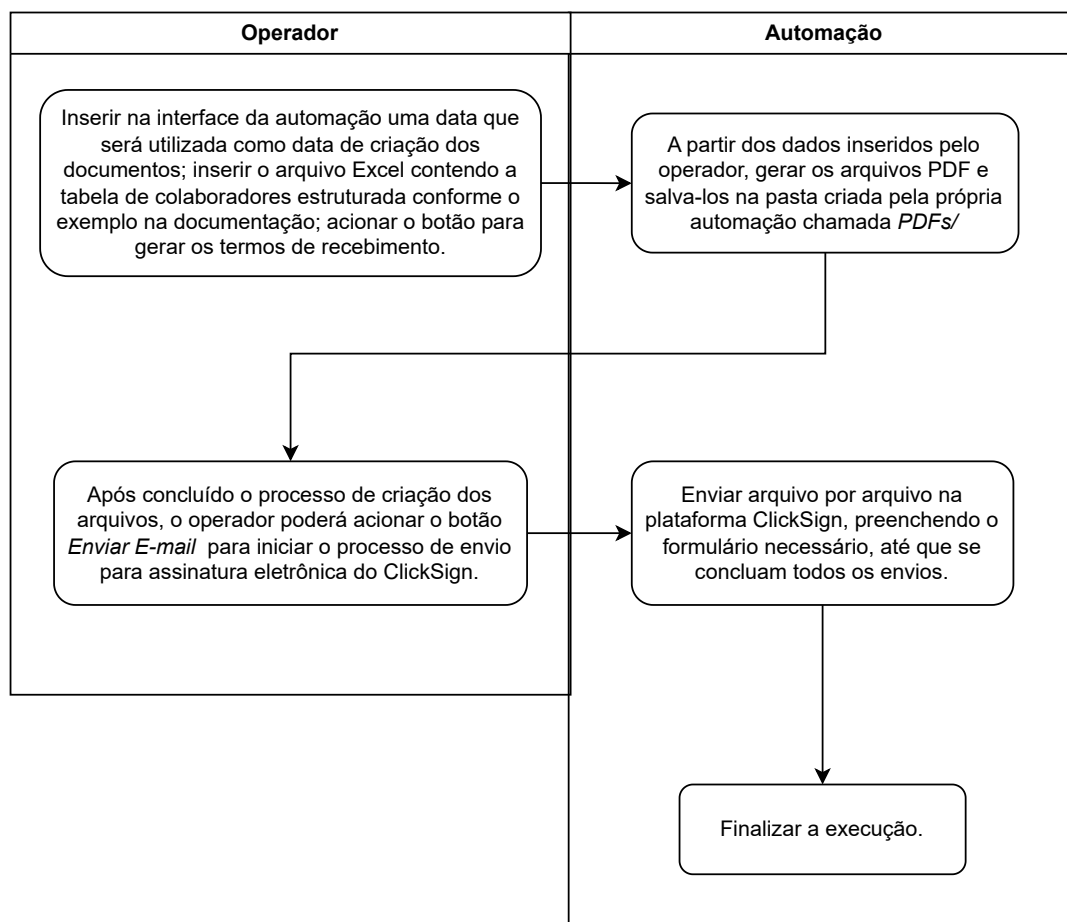 Operador
Automação
Inserir na interface da automação uma data que
será utilizada como data de criação dos
documentos; inserir o arquivo Excel contendo a
tabela de colaboradores estruturada conforme o
exemplo na documentação; acionar o botão para
gerar os termos de recebimento.
A partir dos dados inseridos pelo
operador, gerar os arquivos PDF e
salva-los na pasta criada pela própria
automação chamada PDFs/
Após concluído o processo de criação dos
arquivos, o operador poderá acionar o botão
Enviar E-mail para iniciar o processo de envio
para assinatura eletrônica do ClickSign.
Enviar arquivo por arquivo na
plataforma ClickSign, preenchendo o
formulário necessário, até que se
concluam todos os envios.
Finalizar a execução.